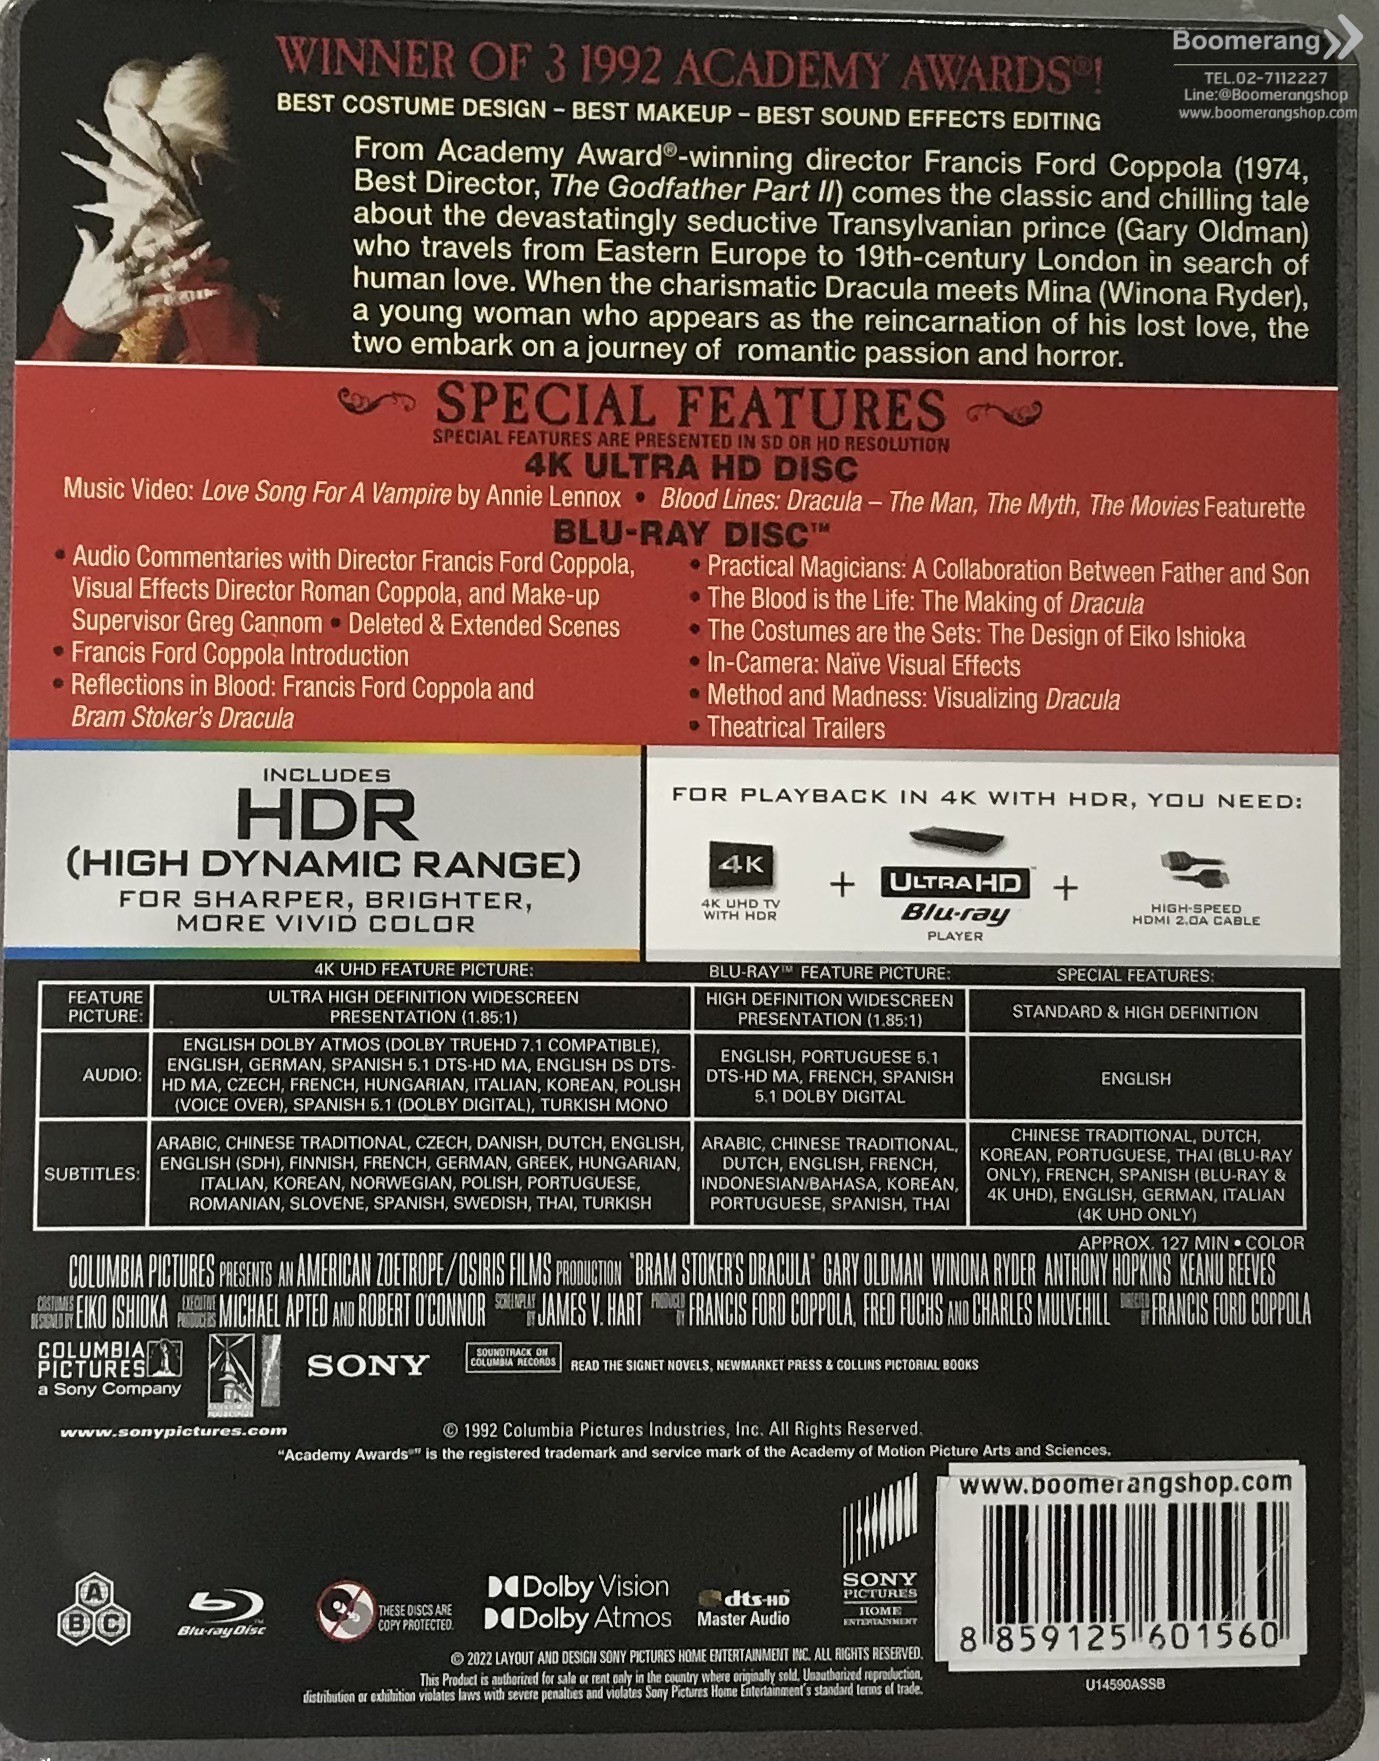 Boomerang
TEL.02-7112227
Line:@Boomerangshop
www.boomerangshop.com
WINNER OF 3 1992 ACADEMY AWARDS®!
BEST COSTUME DESIGN – BEST MAKEUP – BEST SOUND EFFECTS EDITING
From Academy Award®-winning director Francis Ford Coppola (1974,
Best Director, The Godfather Part II) comes the classic and chilling tale
about the devastatingly seductive Transylvanian prince (Gary Oldman)
who travels from Eastern Europe to 19th-century London in search of
human love. When the charismatic Dracula meets Mina (Winona Ryder),
a young woman who appears as the reincarnation of his lost love, the
two embark on a journey of romantic passion and horror.
SPECIAL FEATURES
SPECIAL FEATURES ARE PRESENTED IN SD OR HD RESOLUTION
4K ULTRA HD DISC
Music Video: Love Song For A Vampire by Annie Lennox • Blood Lines: Dracula – The Man, The Myth, The Movies Featurette
BLU-RAY DISC™
• Audio Commentaries with Director Francis Ford Coppola,
Visual Effects Director Roman Coppola, and Make-up
Supervisor Greg Cannom • Deleted & Extended Scenes
• Francis Ford Coppola Introduction
• Reflections in Blood: Francis Ford Coppola and
Bram Stoker's Dracula
• Practical Magicians: A Collaboration Between Father and Son
• The Blood is the Life: The Making of Dracula
• The Costumes are the Sets: The Design of Eiko Ishioka
• In-Camera: Naïve Visual Effects
• Method and Madness: Visualizing Dracula
• Theatrical Trailers
INCLUDES
HDR
(HIGH DYNAMIC RANGE)
FOR SHARPER, BRIGHTER,
MORE VIVID COLOR
FOR PLAYBACK IN 4K WITH HDR, YOU NEED:
4K
4K UHD TV
WITH HDR
+
ULTRA HD
Blu-ray
PLAYER
+
HIGH-SPEED
HDMI 2.0A CABLE
4K UHD FEATURE PICTURE:
BLU-RAY™ FEATURE PICTURE:
SPECIAL FEATURES:
FEATURE
PICTURE:
ULTRA HIGH DEFINITION WIDESCREEN
PRESENTATION (1.85:1)
HIGH DEFINITION WIDESCREEN
PRESENTATION (1.85:1)
STANDARD & HIGH DEFINITION
AUDIO:
ENGLISH DOLBY ATMOS (DOLBY TRUEHD 7.1 COMPATIBLE),
ENGLISH, GERMAN, SPANISH 5.1 DTS-HD MA, ENGLISH DS DTS-
HD MA, CZECH, FRENCH, HUNGARIAN, ITALIAN, KOREAN, POLISH
(VOICE OVER), SPANISH 5.1 (DOLBY DIGITAL), TURKISH MONO
ENGLISH, PORTUGUESE 5.1
DTS-HD MA, FRENCH, SPANISH
5.1 DOLBY DIGITAL
ENGLISH
SUBTITLES:
ARABIC, CHINESE TRADITIONAL, CZECH, DANISH, DUTCH, ENGLISH,
ENGLISH (SDH), FINNISH, FRENCH, GERMAN, GREEK, HUNGARIAN,
ITALIAN, KOREAN, NORWEGIAN, POLISH, PORTUGUESE,
ROMANIAN, SLOVENE, SPANISH, SWEDISH, THAI, TURKISH
ARABIC, CHINESE TRADITIONAL,
DUTCH, ENGLISH, FRENCH,
INDONESIAN/BAHASA, KOREAN,
PORTUGUESE, SPANISH, THAI
CHINESE TRADITIONAL, DUTCH,
KOREAN, PORTUGUESE, THAI (BLU-RAY
ONLY), FRENCH, SPANISH (BLU-RAY &
4K UHD), ENGLISH, GERMAN, ITALIAN
(4K UHD ONLY)
APPROX. 127 MIN • COLOR
COLUMBIA PICTURES PRESENTS AN AMERICAN ZOETROPE/OSIRIS FILMS PRODUCTION "BRAM STOKER'S DRACULA" GARY OLDMAN WINONA RYDER ANTHONY HOPKINS KEANU REEVES
COSTUMES DESIGNED BY EIKO ISHIOKA EXECUTIVE PRODUCERS MICHAEL APTED AND ROBERT O'CONNOR SCREENPLAY BY JAMES V. HART PRODUCED BY FRANCIS FORD COPPOLA, FRED FUCHS AND CHARLES MULVEHILL DIRECTED BY FRANCIS FORD COPPOLA
COLUMBIA
PICTURES
a Sony Company
SONY
SOUNDTRACK ON
COLUMBIA RECORDS
READ THE SIGNET NOVELS, NEWMARKET PRESS & COLLINS PICTORIAL BOOKS
www.sonypictures.com
© 1992 Columbia Pictures Industries, Inc. All Rights Reserved.
"Academy Awards®" is the registered trademark and service mark of the Academy of Motion Picture Arts and Sciences.
www.boomerangshop.com
8 859125 601560
U14590ASSB
A
B C
Blu-ray Disc
THESE DISCS ARE
COPY PROTECTED.
Dolby Vision
Dolby Atmos
dts-HD
Master Audio
SONY
PICTURES
HOME
ENTERTAINMENT
© 2022 LAYOUT AND DESIGN SONY PICTURES HOME ENTERTAINMENT INC. ALL RIGHTS RESERVED.
This Product is authorized for sale or rent only in the country where originally sold. Unauthorized reproduction,
distribution or exhibition violates laws with severe penalties and violates Sony Pictures Home Entertainment's standard terms of trade.